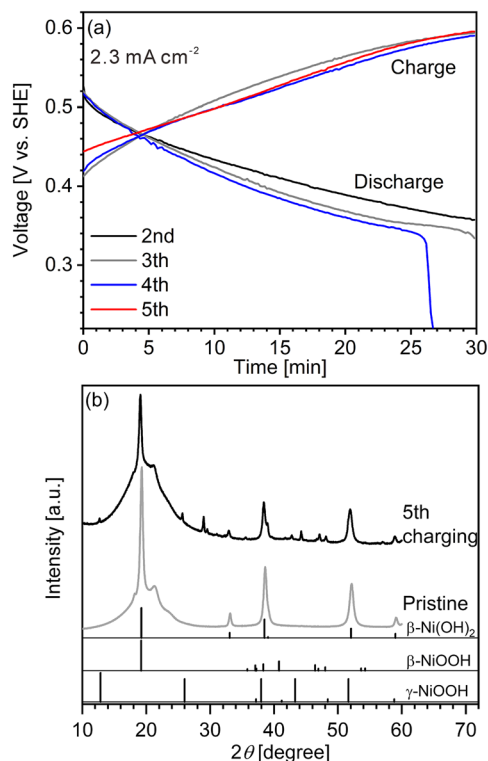 (a)
2.3 mA cm-2
Charge
Discharge
2nd
3th
4th
5th
Voltage [V vs. SHE]
0.6
0.5
0.4
0.3
0 5 10 15 20 25 30
Time [min]
(b)
5th
charging
Pristine
β-Ni(OH)2
β-NiOOH
γ-NiOOH
Intensity [a.u.]
10 20 30 40 50 60 70
2θ [degree]